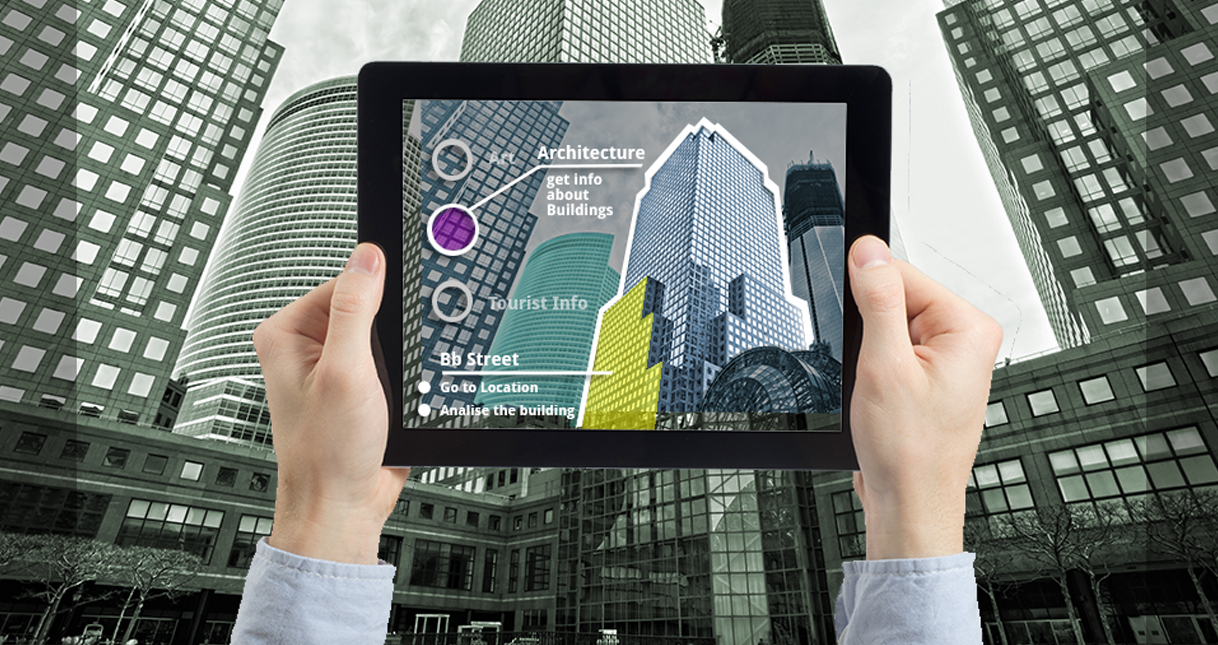 Art
Architecture
get info
about
Buildings
Tourist Info
Bb Street
Go to Location
Analise the building